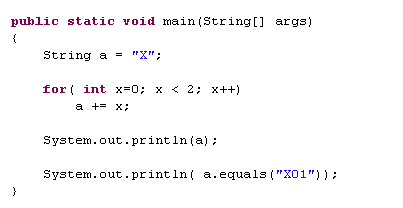 public static void main(String[] args)
{
    String a = "X";
    for( int x=0; x < 2; x++)
        a += x;
    System.out.println(a);
    System.out.println( a.equals("X01"));
}